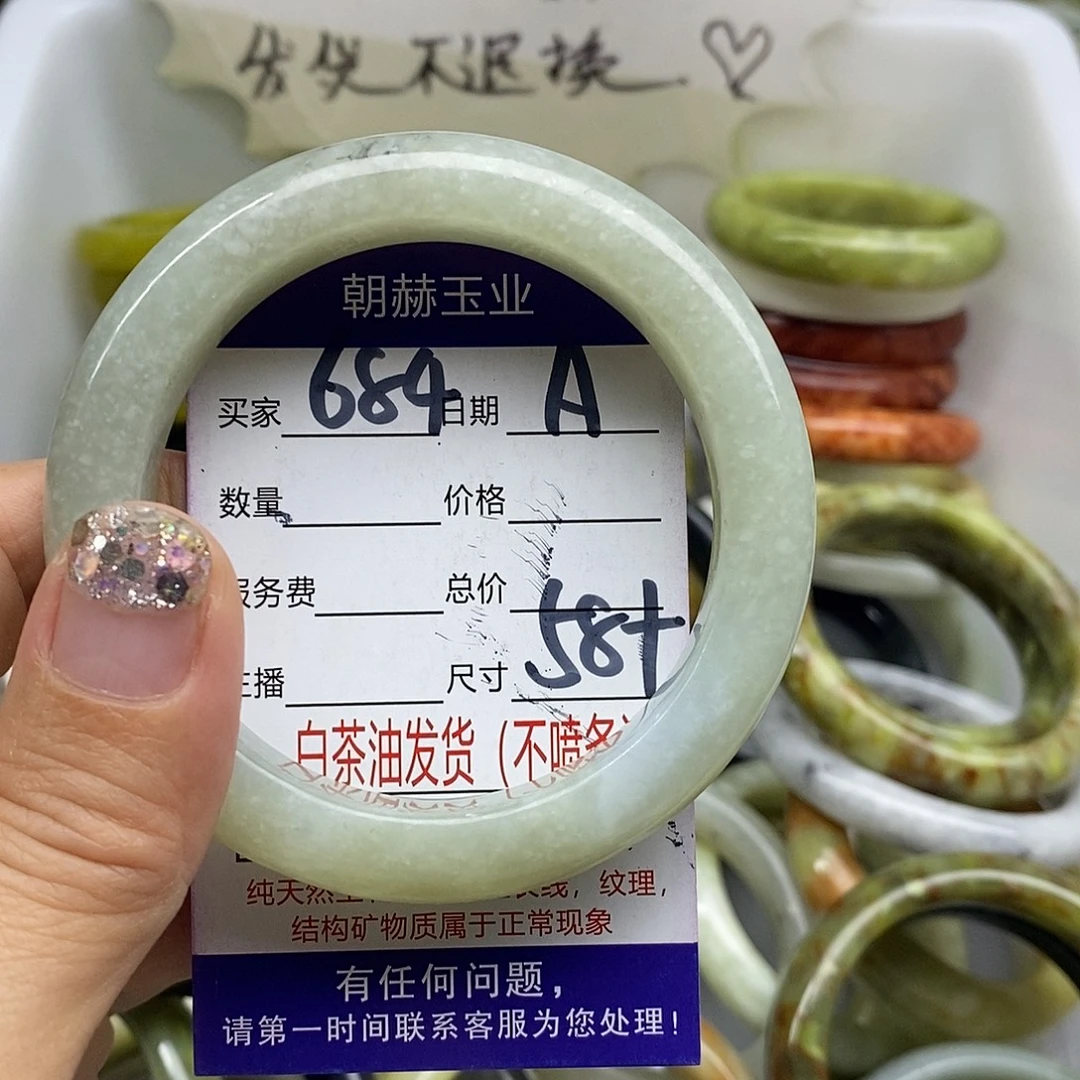 不退换
朝赫玉业
买家 684 日期 A
数量 价格
服务费 总价
主播 尺寸 58+
白茶油发货（不喷
纯天然 纹理，
结构矿物质属于正常现象
有任何问题，
请第一时间联系客服为您处理！